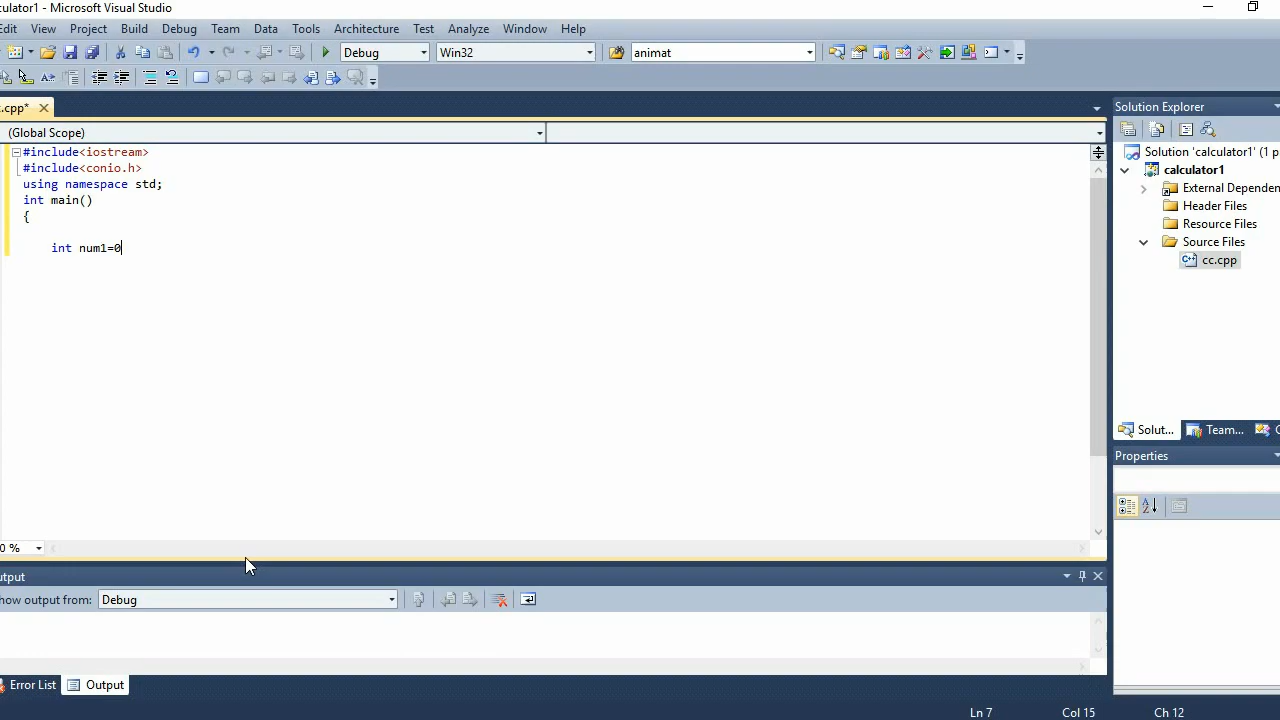 culator1 - Microsoft Visual Studio
Edit View Project Build Debug Team Data Tools Architecture Test Analyze Window Help
Debug Win32 animat
c.cpp* Solution Explorer
(Global Scope)
#include<iostream>
#include<conio.h>
using namespace std;
int main()
{
int num1=0
Solution 'calculator1' (1 p
calculator1
External Dependen
Header Files
Resource Files
Source Files
cc.cpp
Solut... Team... C
Properties
0 %
utput
how output from: Debug
Error List Output
Ln 7 Col 15 Ch 12